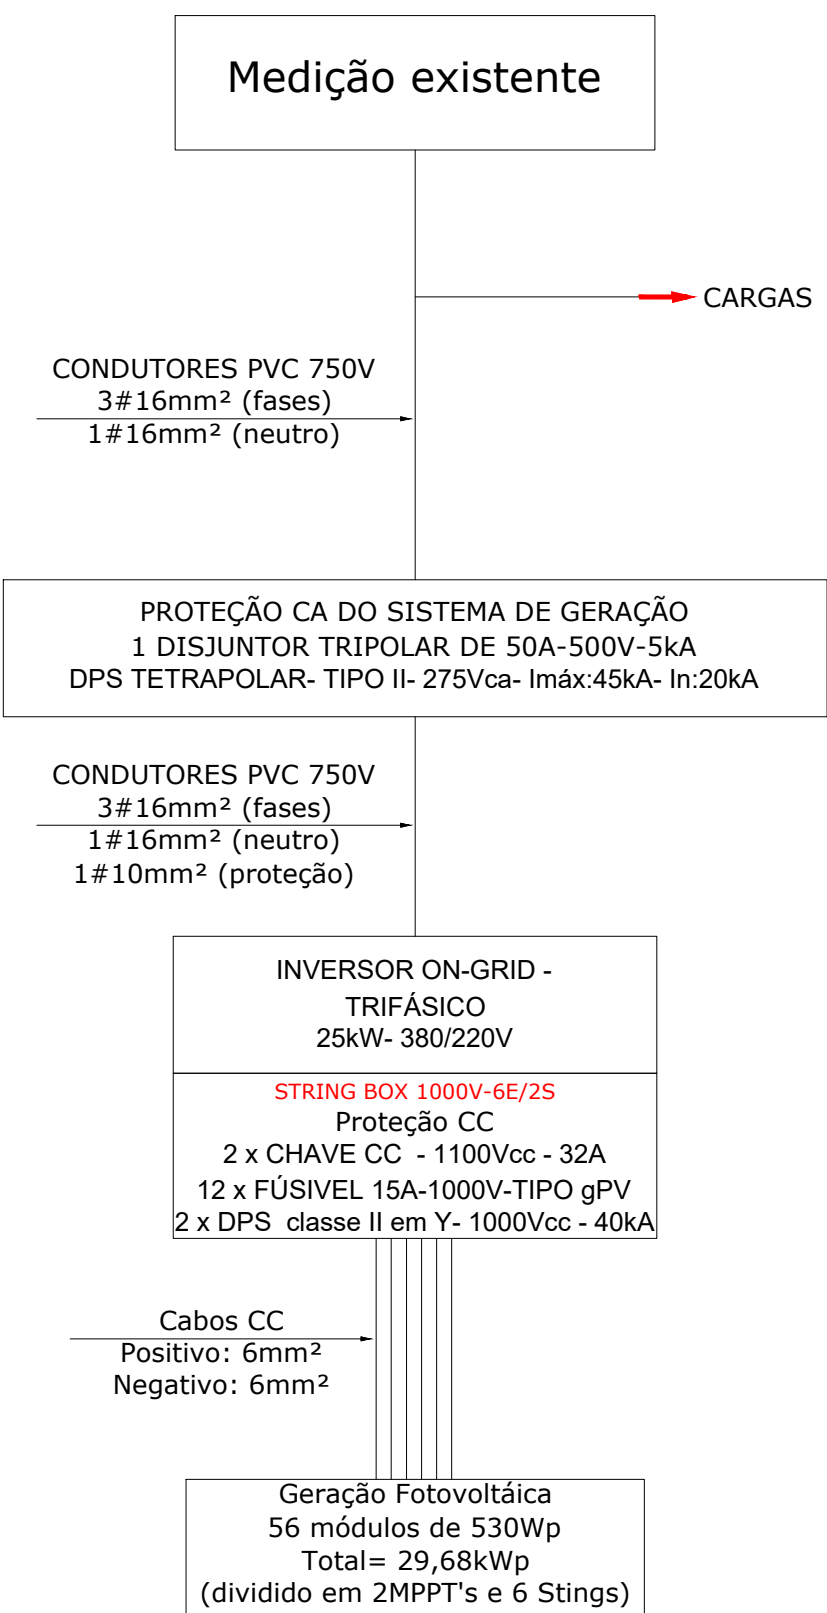 Medição existente
CARGAS
CONDUTORES PVC 750V
3#16mm² (fases)
1#16mm² (neutro)
PROTEÇÃO CA DO SISTEMA DE GERAÇÃO
1 DISJUNTOR TRIPOLAR DE 50A-500V-5kA
DPS TETRAPOLAR- TIPO II- 275Vca- Imáx:45kA- In:20kA
CONDUTORES PVC 750V
3#16mm² (fases)
1#16mm² (neutro)
1#10mm² (proteção)
INVERSOR ON-GRID -
TRIFÁSICO
25kW- 380/220V
STRING BOX 1000V-6E/2S
Proteção CC
2 x CHAVE CC - 1100Vcc - 32A
12 x FÚSIVEL 15A-1000V-TIPO gPV
2 x DPS classe II em Y- 1000Vcc - 40kA
Cabos CC
Positivo: 6mm²
Negativo: 6mm²
Geração Fotovoltáica
56 módulos de 530Wp
Total= 29,68kWp
(dividido em 2MPPT's e 6 Stings)